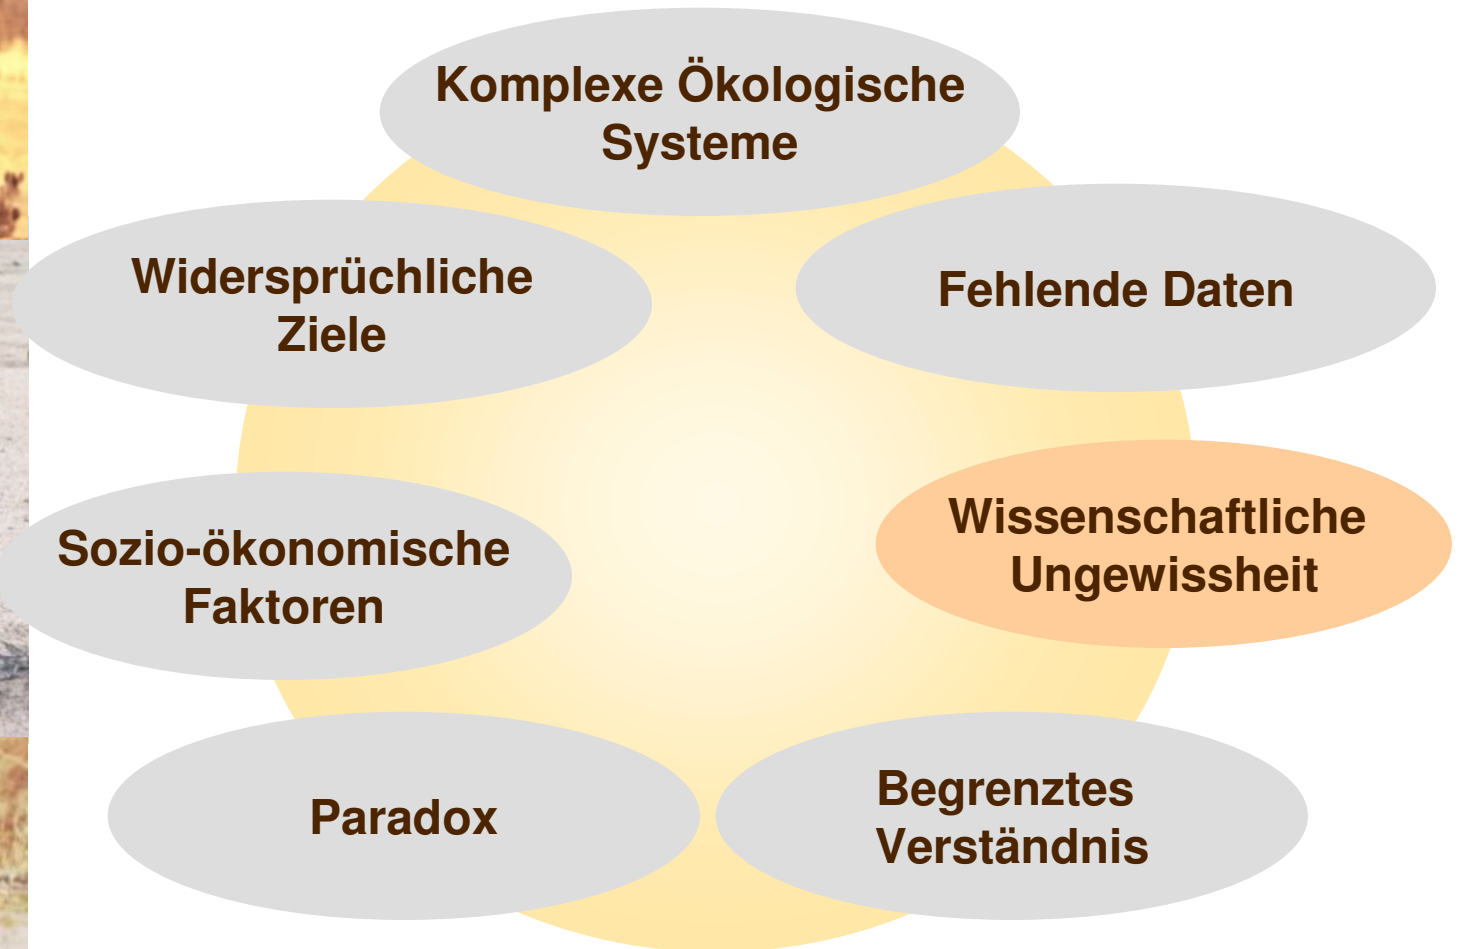 Komplexe Ökologische
Systeme
Widersprüchliche
Ziele
Fehlende Daten
Wissenschaftliche
Ungewissheit
Sozio-ökonomische
Faktoren
Paradox
Begrenztes
Verständnis